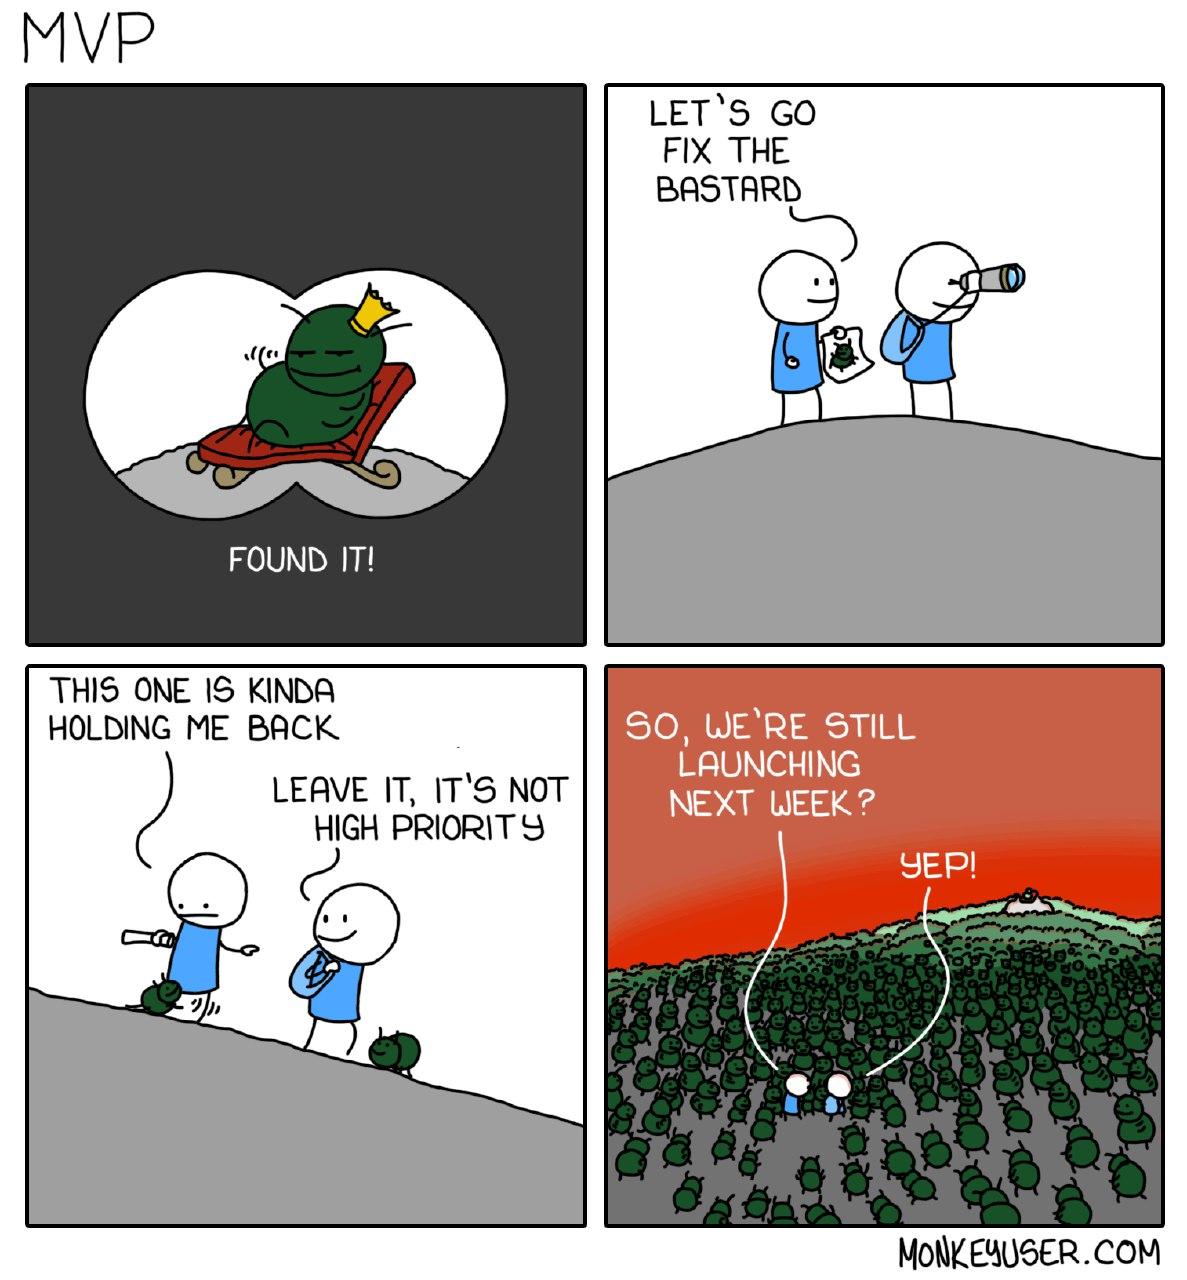 MVP
FOUND IT!
LET'S GO
FIX THE
BASTARD
THIS ONE IS KINDA
HOLDING ME BACK
LEAVE IT, IT'S NOT
HIGH PRIORITY
SO, WE'RE STILL
LAUNCHING
NEXT WEEK?
YEP!
MONKEYUSER.COM